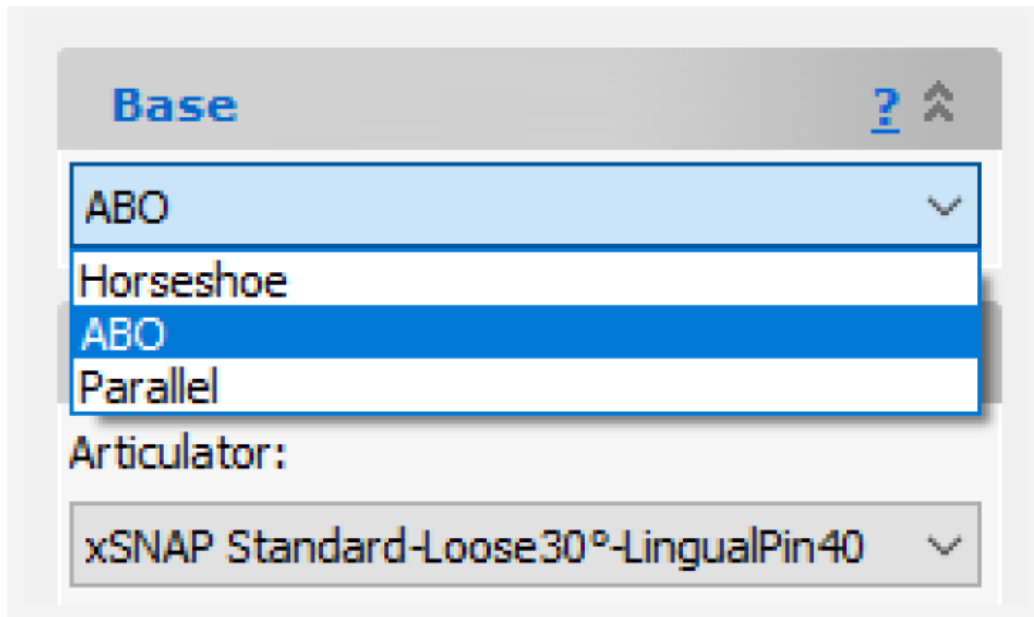 Base ?
ABO
Horseshoe
ABO
Parallel
Articulator:
xSNAP Standard-Loose30°-LingualPin40